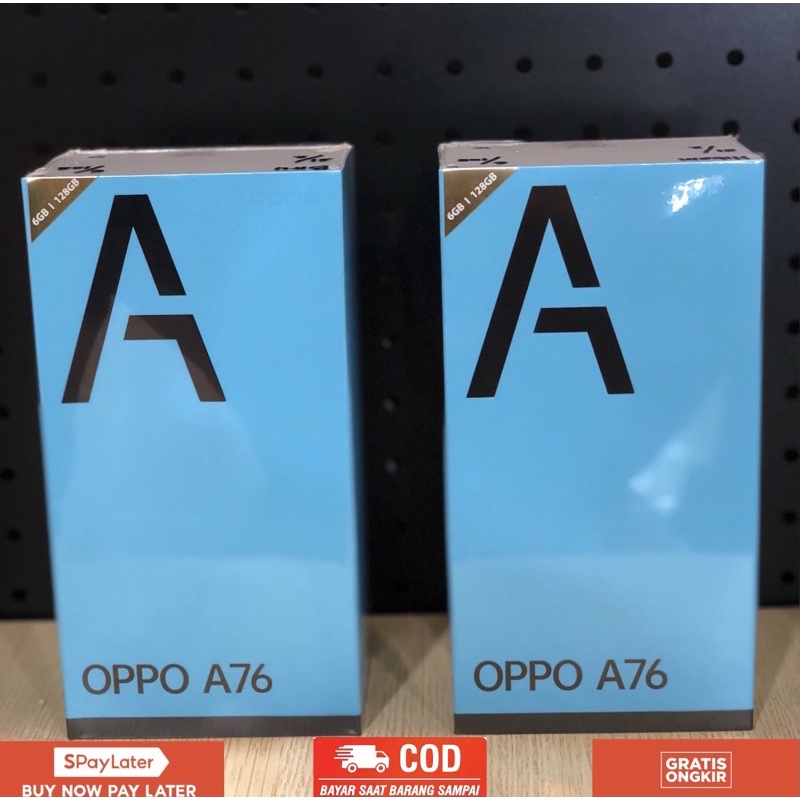 6GB | 128GB
A
OPPO A76
6GB | 128GB
A
OPPO A76
SPayLater
BUY NOW PAY LATER
COD
BAYAR SAAT BARANG SAMPAI
GRATIS
ONGKIR